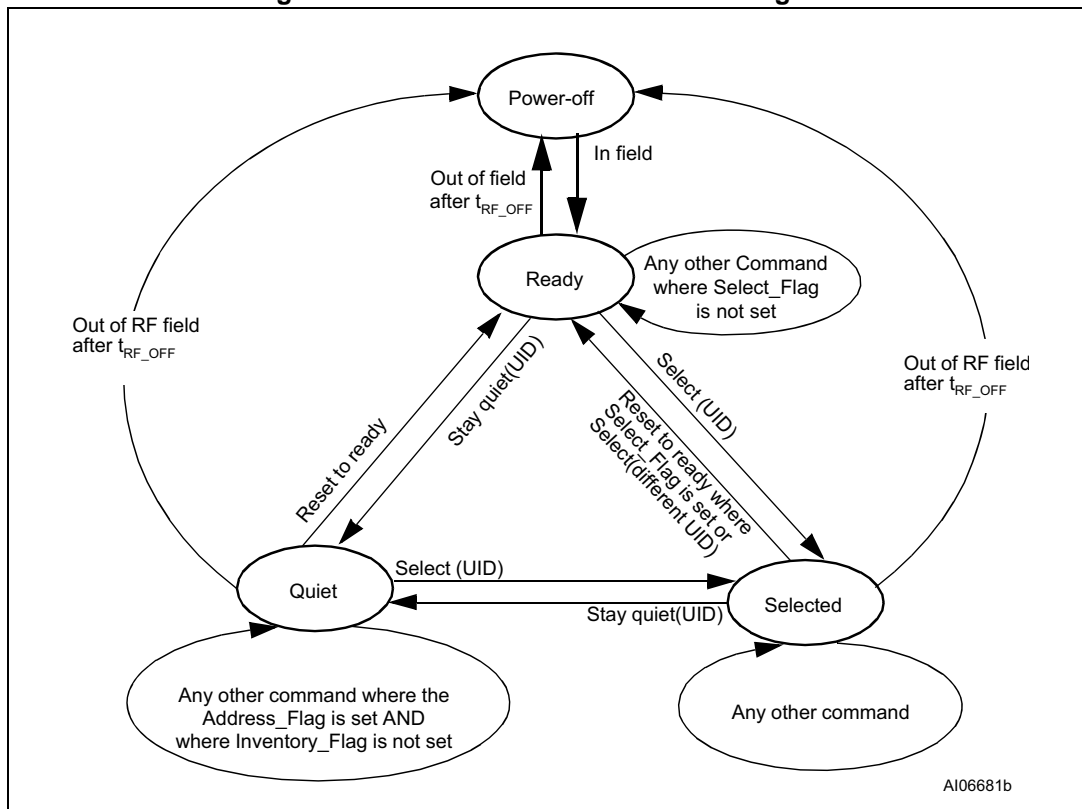 Power-off
In field
Out of field
after tRF_OFF
Ready
Any other Command
where Select_Flag
is not set
Out of RF field
after tRF_OFF
Out of RF field
after tRF_OFF
Reset to ready
Stay quiet(UID)
Select (UID)
Reset to ready where
Select_Flag is set or
Select(different UID)
Quiet
Select (UID)
Stay quiet(UID)
Selected
Any other command where the
Address_Flag is set AND
where Inventory_Flag is not set
Any other command
AI06681b